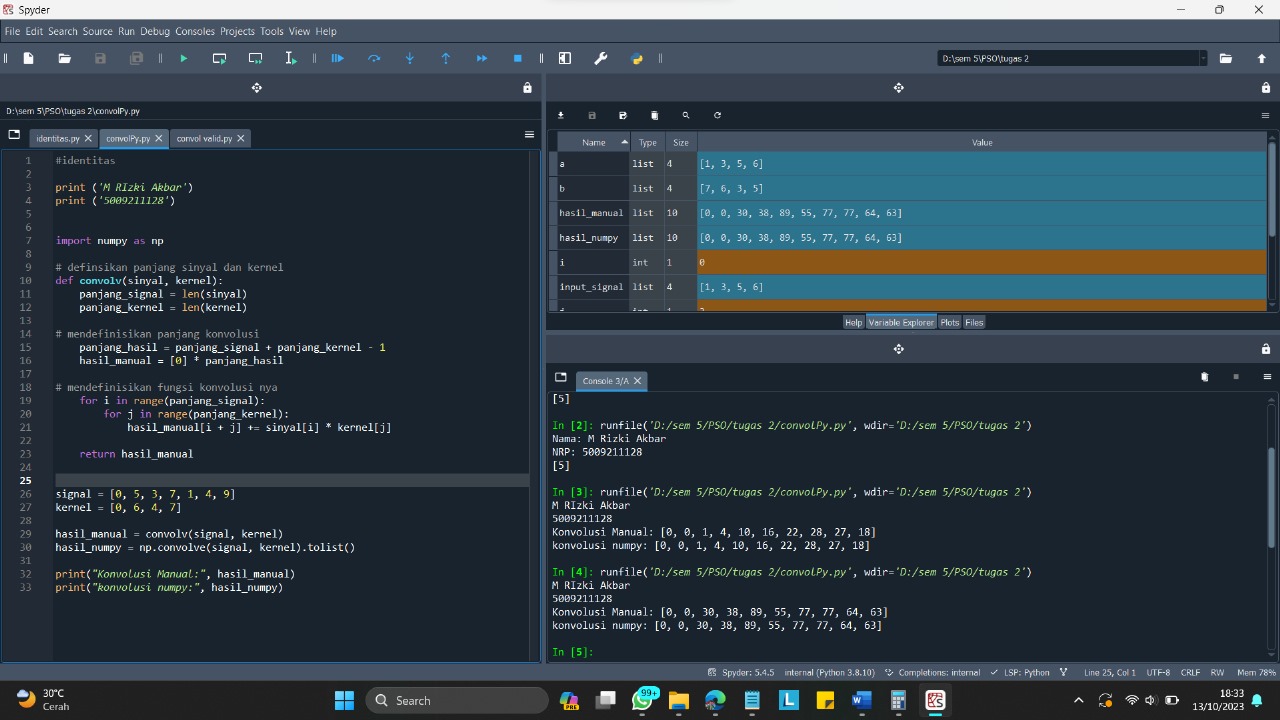 Spyder
File Edit Search Source Run Debug Consoles Projects Tools View Help
D:\sem 5\PSO\tugas 2
D:\sem 5\PSO\tugas 2\convolPy.py
identitas.py convolPy.py convol valid.py
1 #identitas
2
3 print ('M RIzki Akbar')
4 print ('5009211128')
5
6
7 import numpy as np
8
9 # definsikan panjang sinyal dan kernel
10 def convolv(sinyal, kernel):
11 panjang_signal = len(sinyal)
12 panjang_kernel = len(kernel)
13
14 # mendefinisikan panjang konvolusi
15 panjang_hasil = panjang_signal + panjang_kernel - 1
16 hasil_manual = [0] * panjang_hasil
17
18 # mendefinisikan fungsi konvolusi nya
19 for i in range(panjang_signal):
20 for j in range(panjang_kernel):
21 hasil_manual[i + j] += sinyal[i] * kernel[j]
22
23 return hasil_manual
24
25
26 signal = [0, 5, 3, 7, 1, 4, 9]
27 kernel = [0, 6, 4, 7]
28
29 hasil_manual = convolv(signal, kernel)
30 hasil_numpy = np.convolve(signal, kernel).tolist()
31
32 print("Konvolusi Manual:", hasil_manual)
33 print("konvolusi numpy:", hasil_numpy)
Name Type Size Value
a list 4 [1, 3, 5, 6]
b list 4 [7, 6, 3, 5]
hasil_manual list 10 [0, 0, 30, 38, 89, 55, 77, 77, 64, 63]
hasil_numpy list 10 [0, 0, 30, 38, 89, 55, 77, 77, 64, 63]
i int 1 0
input_signal list 4 [1, 3, 5, 6]
Help Variable Explorer Plots Files
Console 3/A
[5]
In [2]: runfile('D:/sem 5/PSO/tugas 2/convolPy.py', wdir='D:/sem 5/PSO/tugas 2')
Nama: M Rizki Akbar
NRP: 5009211128
[5]
In [3]: runfile('D:/sem 5/PSO/tugas 2/convolPy.py', wdir='D:/sem 5/PSO/tugas 2')
M RIzki Akbar
5009211128
Konvolusi Manual: [0, 0, 1, 4, 10, 16, 22, 28, 27, 18]
konvolusi numpy: [0, 0, 1, 4, 10, 16, 22, 28, 27, 18]
In [4]: runfile('D:/sem 5/PSO/tugas 2/convolPy.py', wdir='D:/sem 5/PSO/tugas 2')
M RIzki Akbar
5009211128
Konvolusi Manual: [0, 0, 30, 38, 89, 55, 77, 77, 64, 63]
konvolusi numpy: [0, 0, 30, 38, 89, 55, 77, 77, 64, 63]
In [5]:
Spyder: 5.4.5 internal (Python 3.8.10) Completions: internal LSP: Python Line 25, Col 1 UTF-8 CRLF RW Mem 78%
30°C
Cerah
Search
PRE
99+
L
W
18:33
13/10/2023